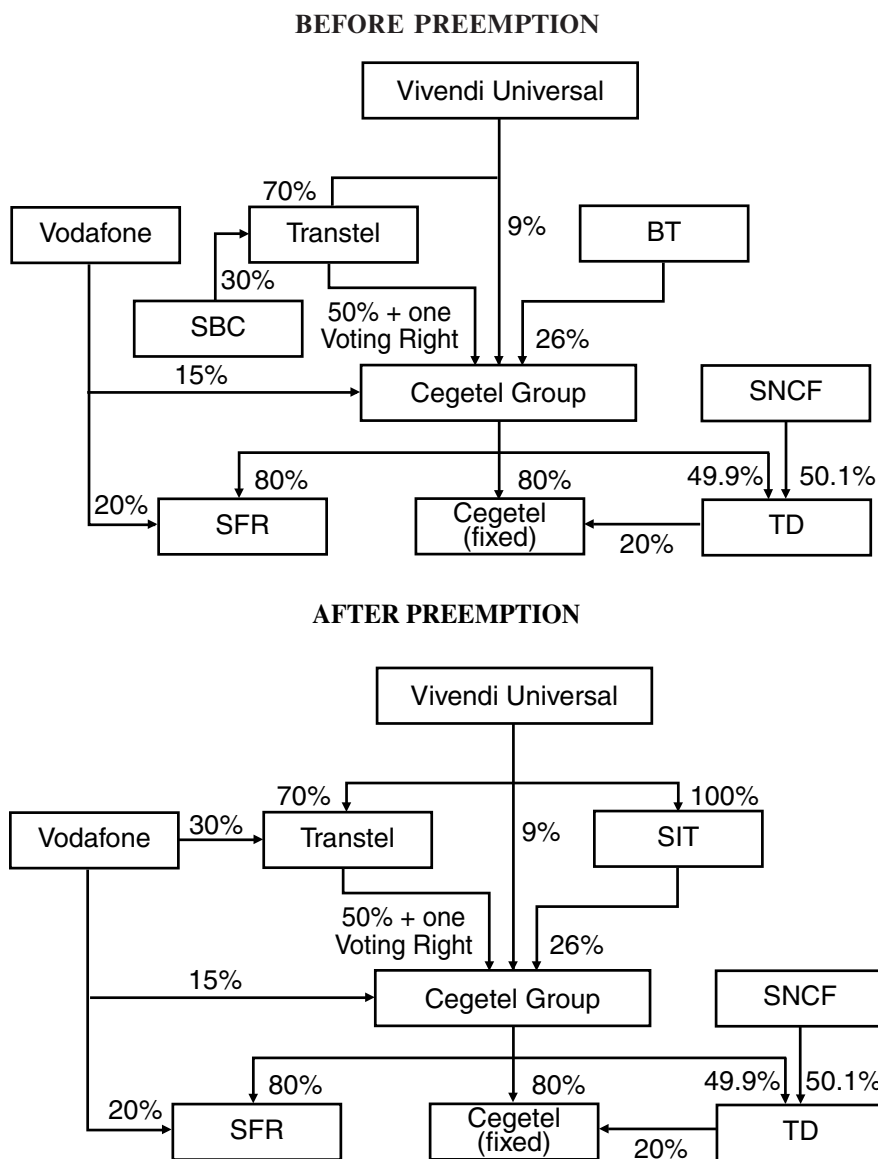 BEFORE PREEMPTION
Vivendi Universal
70%
Vodafone
Transtel
9%
BT
30%
SBC
50% + one
Voting Right
26%
15%
Cegetel Group
SNCF
20%
80%
80%
49.9%
50.1%
SFR
Cegetel
(fixed)
20%
TD
AFTER PREEMPTION
Vivendi Universal
70%
100%
Vodafone
30%
Transtel
9%
SIT
50% + one
Voting Right
26%
15%
Cegetel Group
SNCF
20%
80%
80%
49.9%
50.1%
SFR
Cegetel
(fixed)
20%
TD